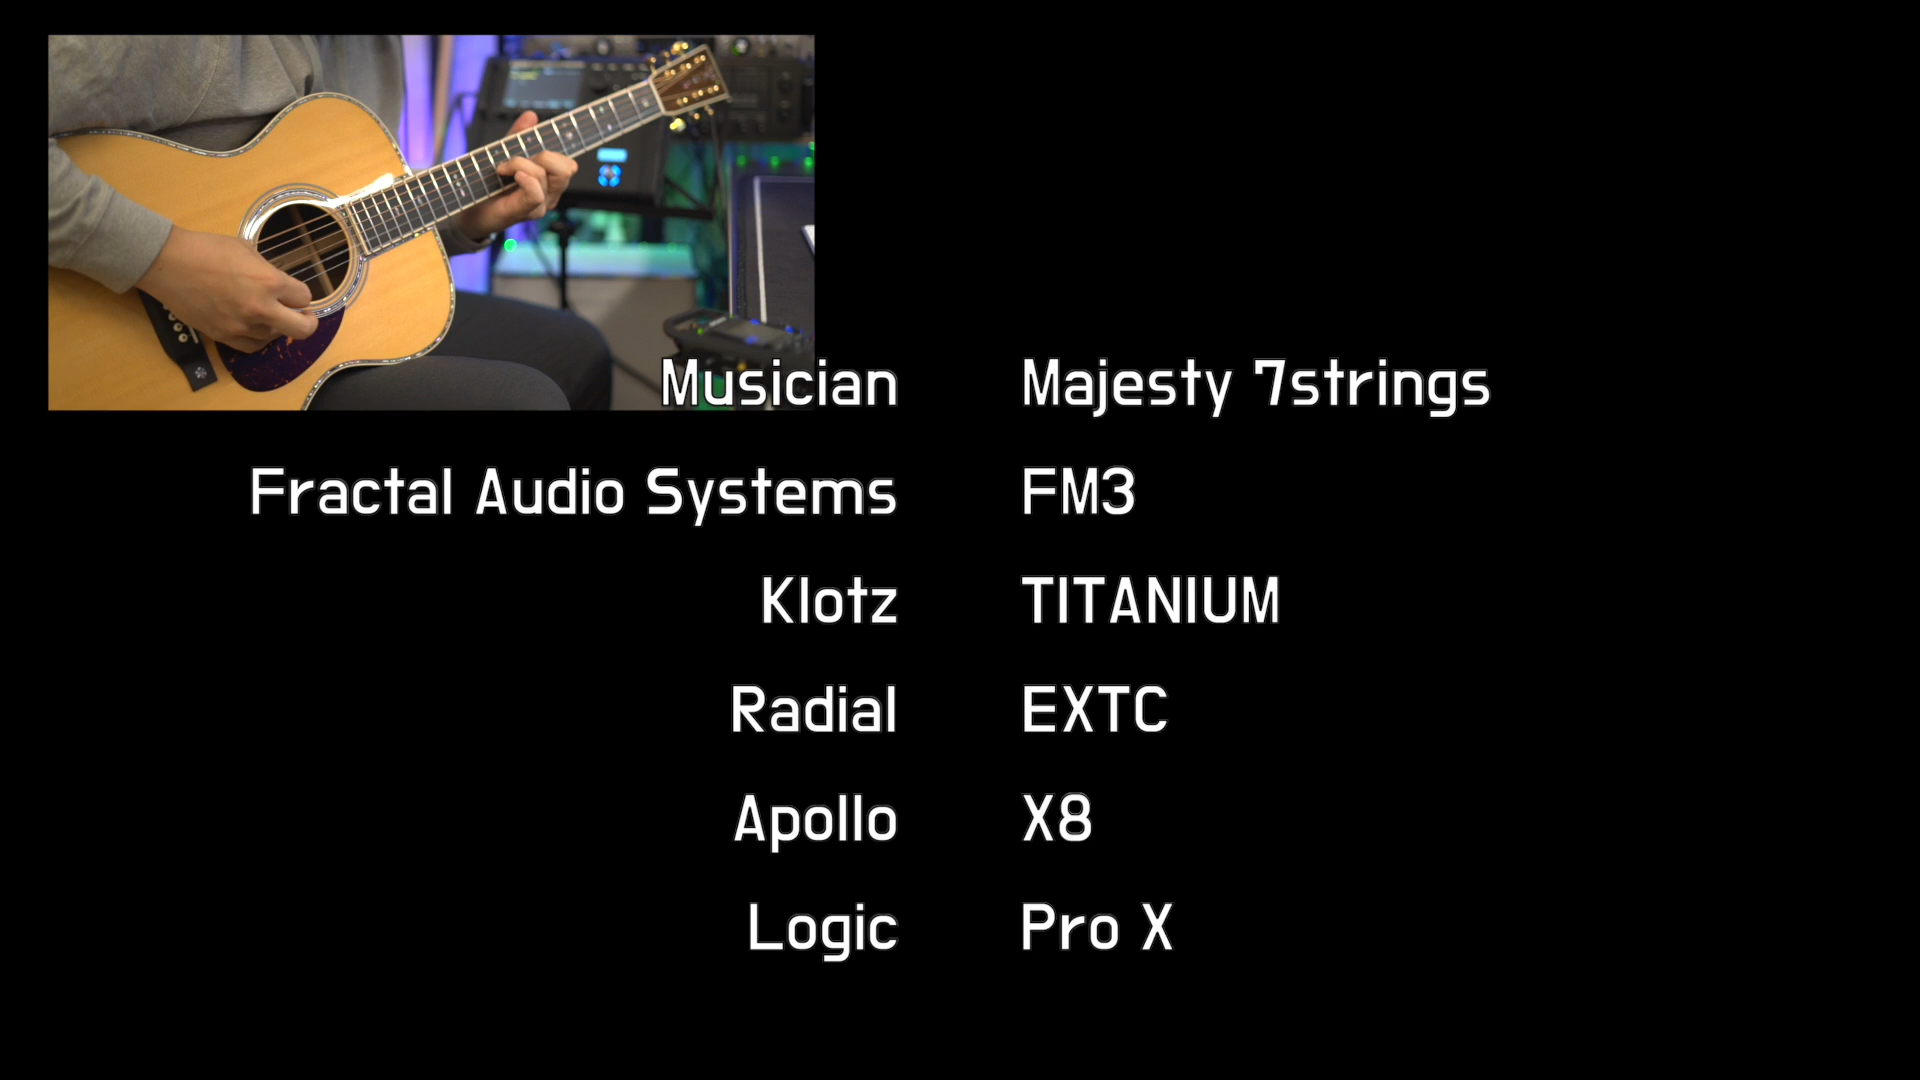 Musician Majesty 7strings
Fractal Audio Systems FM3
Klotz TITANIUM
Radial EXTC
Apollo X8
Logic Pro X